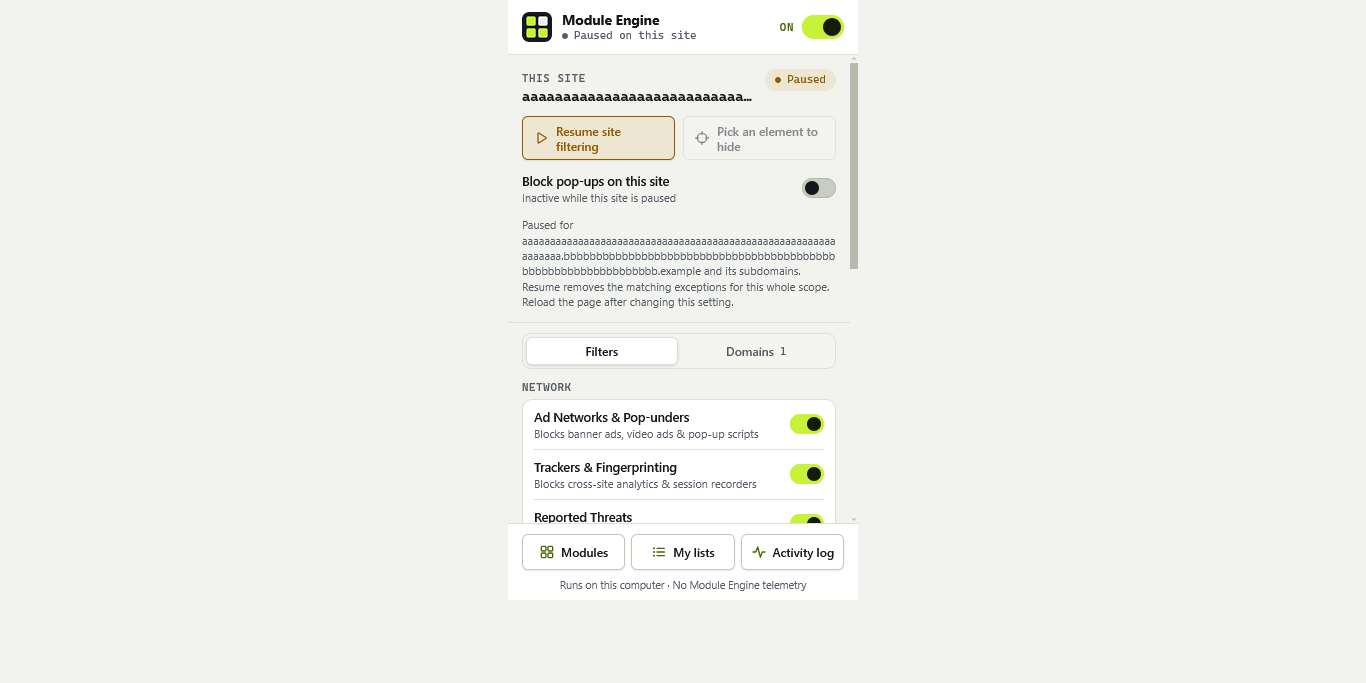 Module Engine
Paused on this site
ON
THIS SITE
Paused
aaaaaaaaaaaaaaaaaaaaaaaaaaa…
Resume site
filtering
Pick an element to
hide
Block pop-ups on this site
Inactive while this site is paused
Paused for
aaaaaaaaaaaaaaaaaaaaaaaaaaaaaaaaaaaaaaaaaaaaaaaaaaaaaaaa
aaaaaaa.bbbbbbbbbbbbbbbbbbbbbbbbbbbbbbbbbbbbbbbbbb
bbbbbbbbbbbbbbbbbbbbb.example and its subdomains.
Resume removes the matching exceptions for this whole scope.
Reload the page after changing this setting.
Filters
Domains 1
NETWORK
Ad Networks & Pop-unders
Blocks banner ads, video ads & pop-up scripts
Trackers & Fingerprinting
Blocks cross-site analytics & session recorders
Reported Threats
Modules
My lists
Activity log
Runs on this computer · No Module Engine telemetry